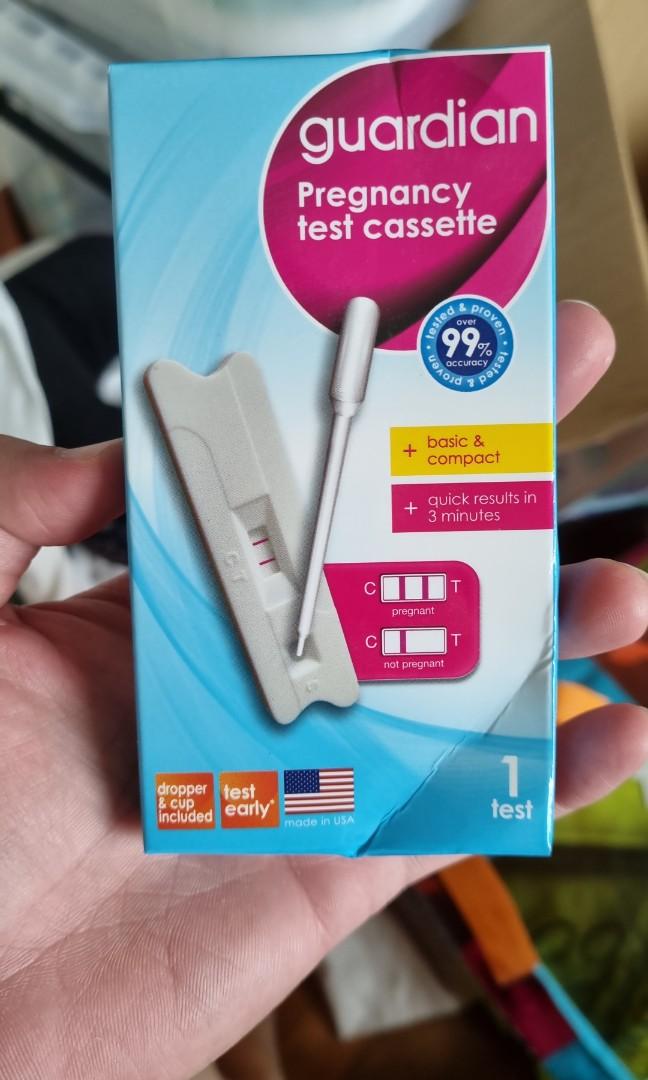 guardian
Pregnancy
test cassette
tested & proven
over
99%
accuracy
tested & proven
+ basic &
compact
+ quick results in
3 minutes
C T
pregnant
C T
not pregnant
C T
S
dropper
& cup
included
test
early*
made in USA
1
test